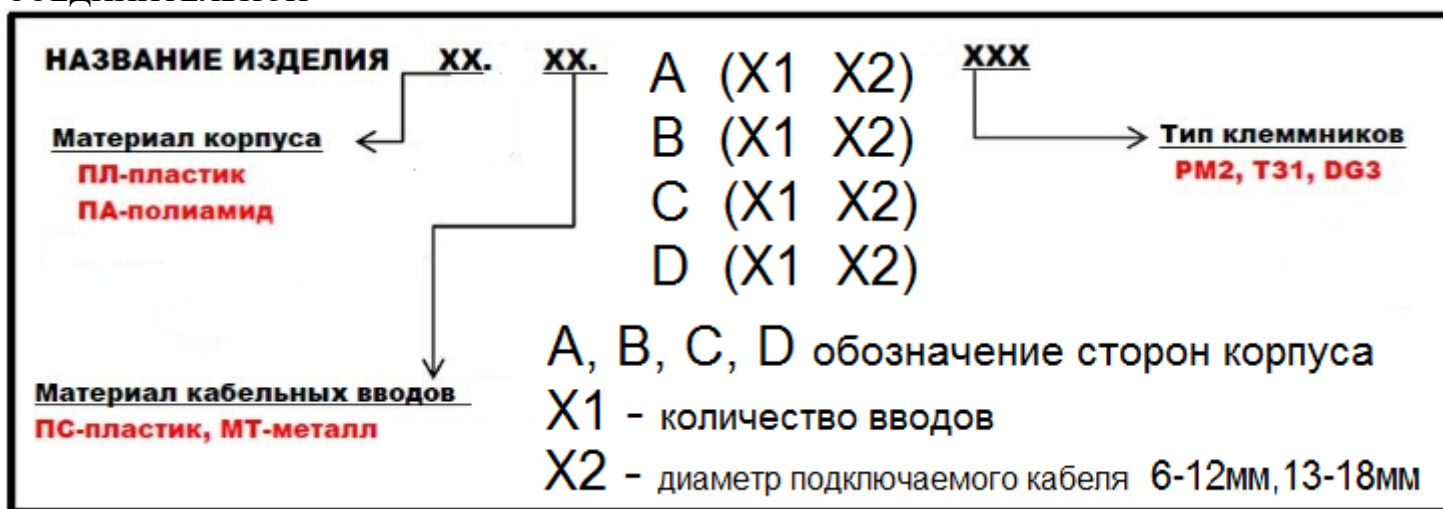 НАЗВАНИЕ ИЗДЕЛИЯ XX. XX. A (X1 X2) XXX
Материал корпуса
ПЛ-пластик
ПА-полиамид
B (X1 X2)
C (X1 X2)
D (X1 X2)
Тип клеммников
PM2, T31, DG3
A, B, C, D обозначение сторон корпуса
Материал кабельных вводов
ПС-пластик, МТ-металл
X1 - количество вводов
X2 - диаметр подключаемого кабеля 6-12мм,13-18мм